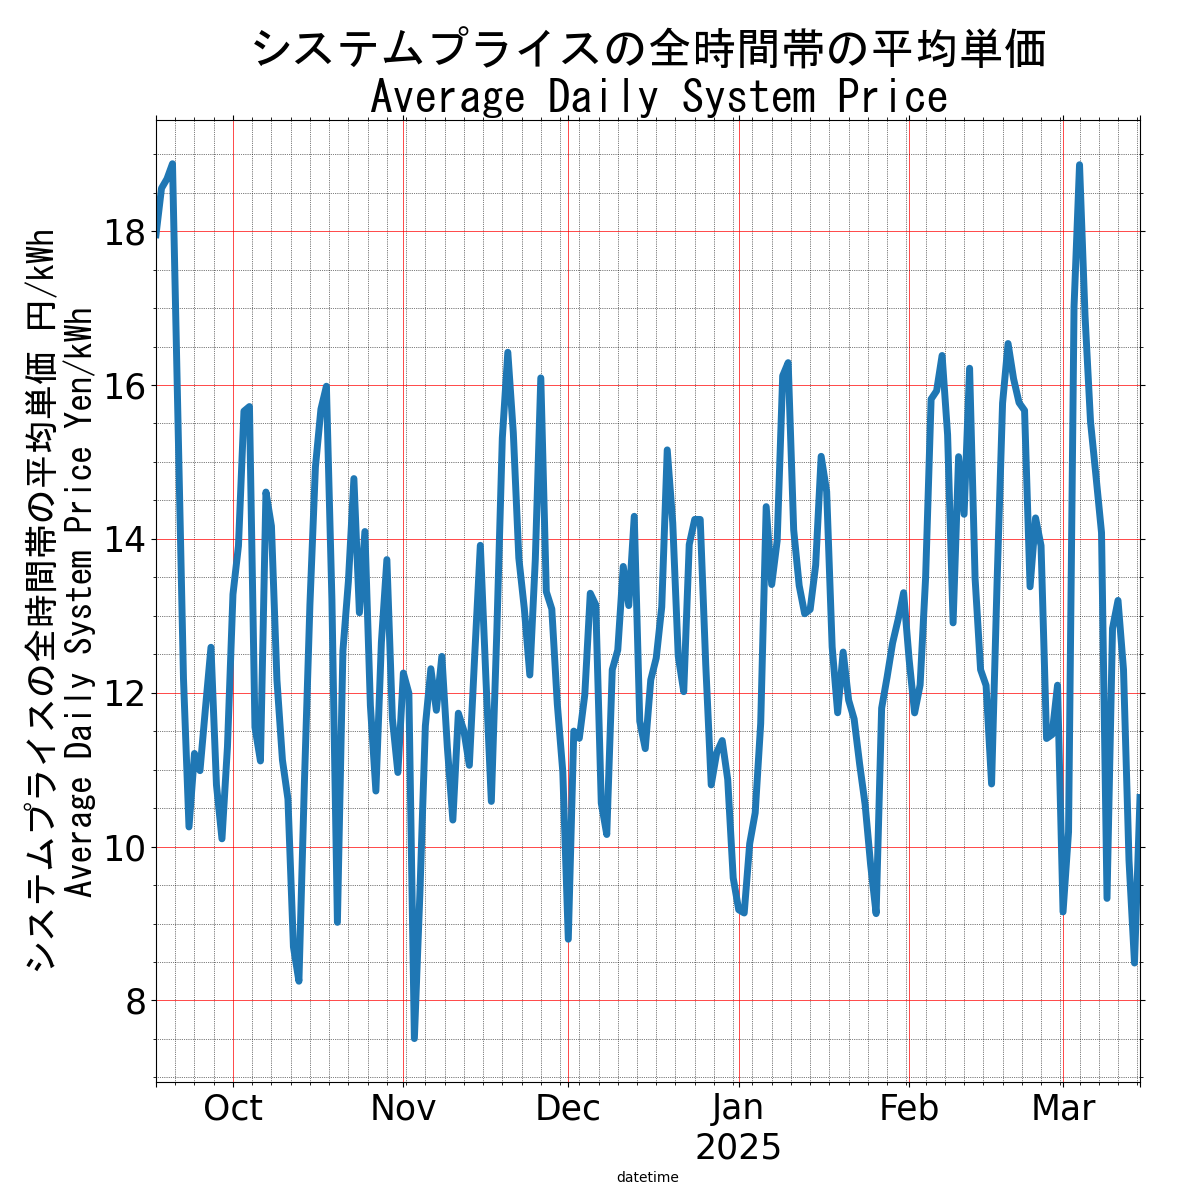 システムプライスの全時間帯の平均単価
Average Daily System Price
システムプライスの全時間帯の平均単価 円/kWh
Average Daily System Price Yen/kWh
18
16
14
12
10
8
Oct
Nov
Dec
Jan
2025
Feb
Mar
datetime